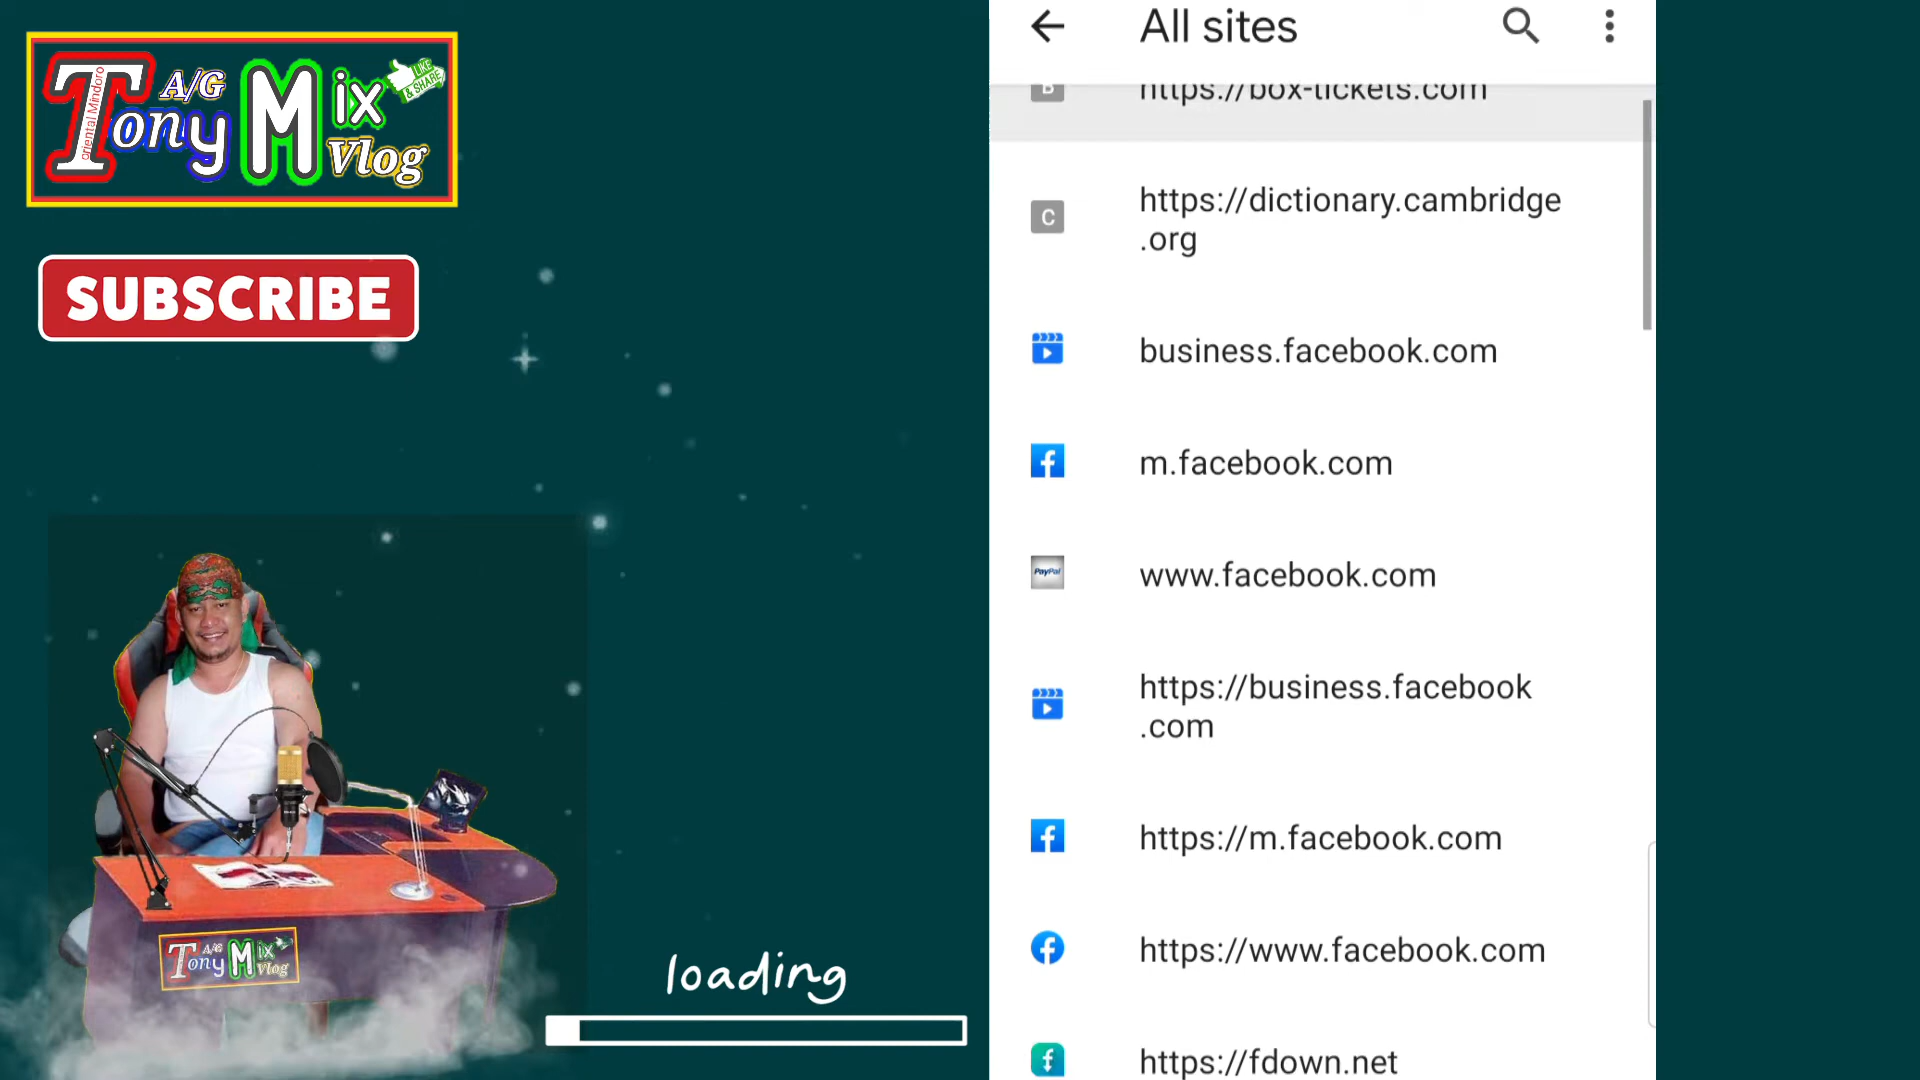 Tony A/G Mix Vlog
oriental Mindoro
LIKE & SHARE
SUBSCRIBE
Tony A/G Mix Vlog
loading
All sites
B
https://box-tickets.com
C
https://dictionary.cambridge
.org
business.facebook.com
m.facebook.com
PayPal
www.facebook.com
https://business.facebook
.com
https://m.facebook.com
https://www.facebook.com
https://fdown.net